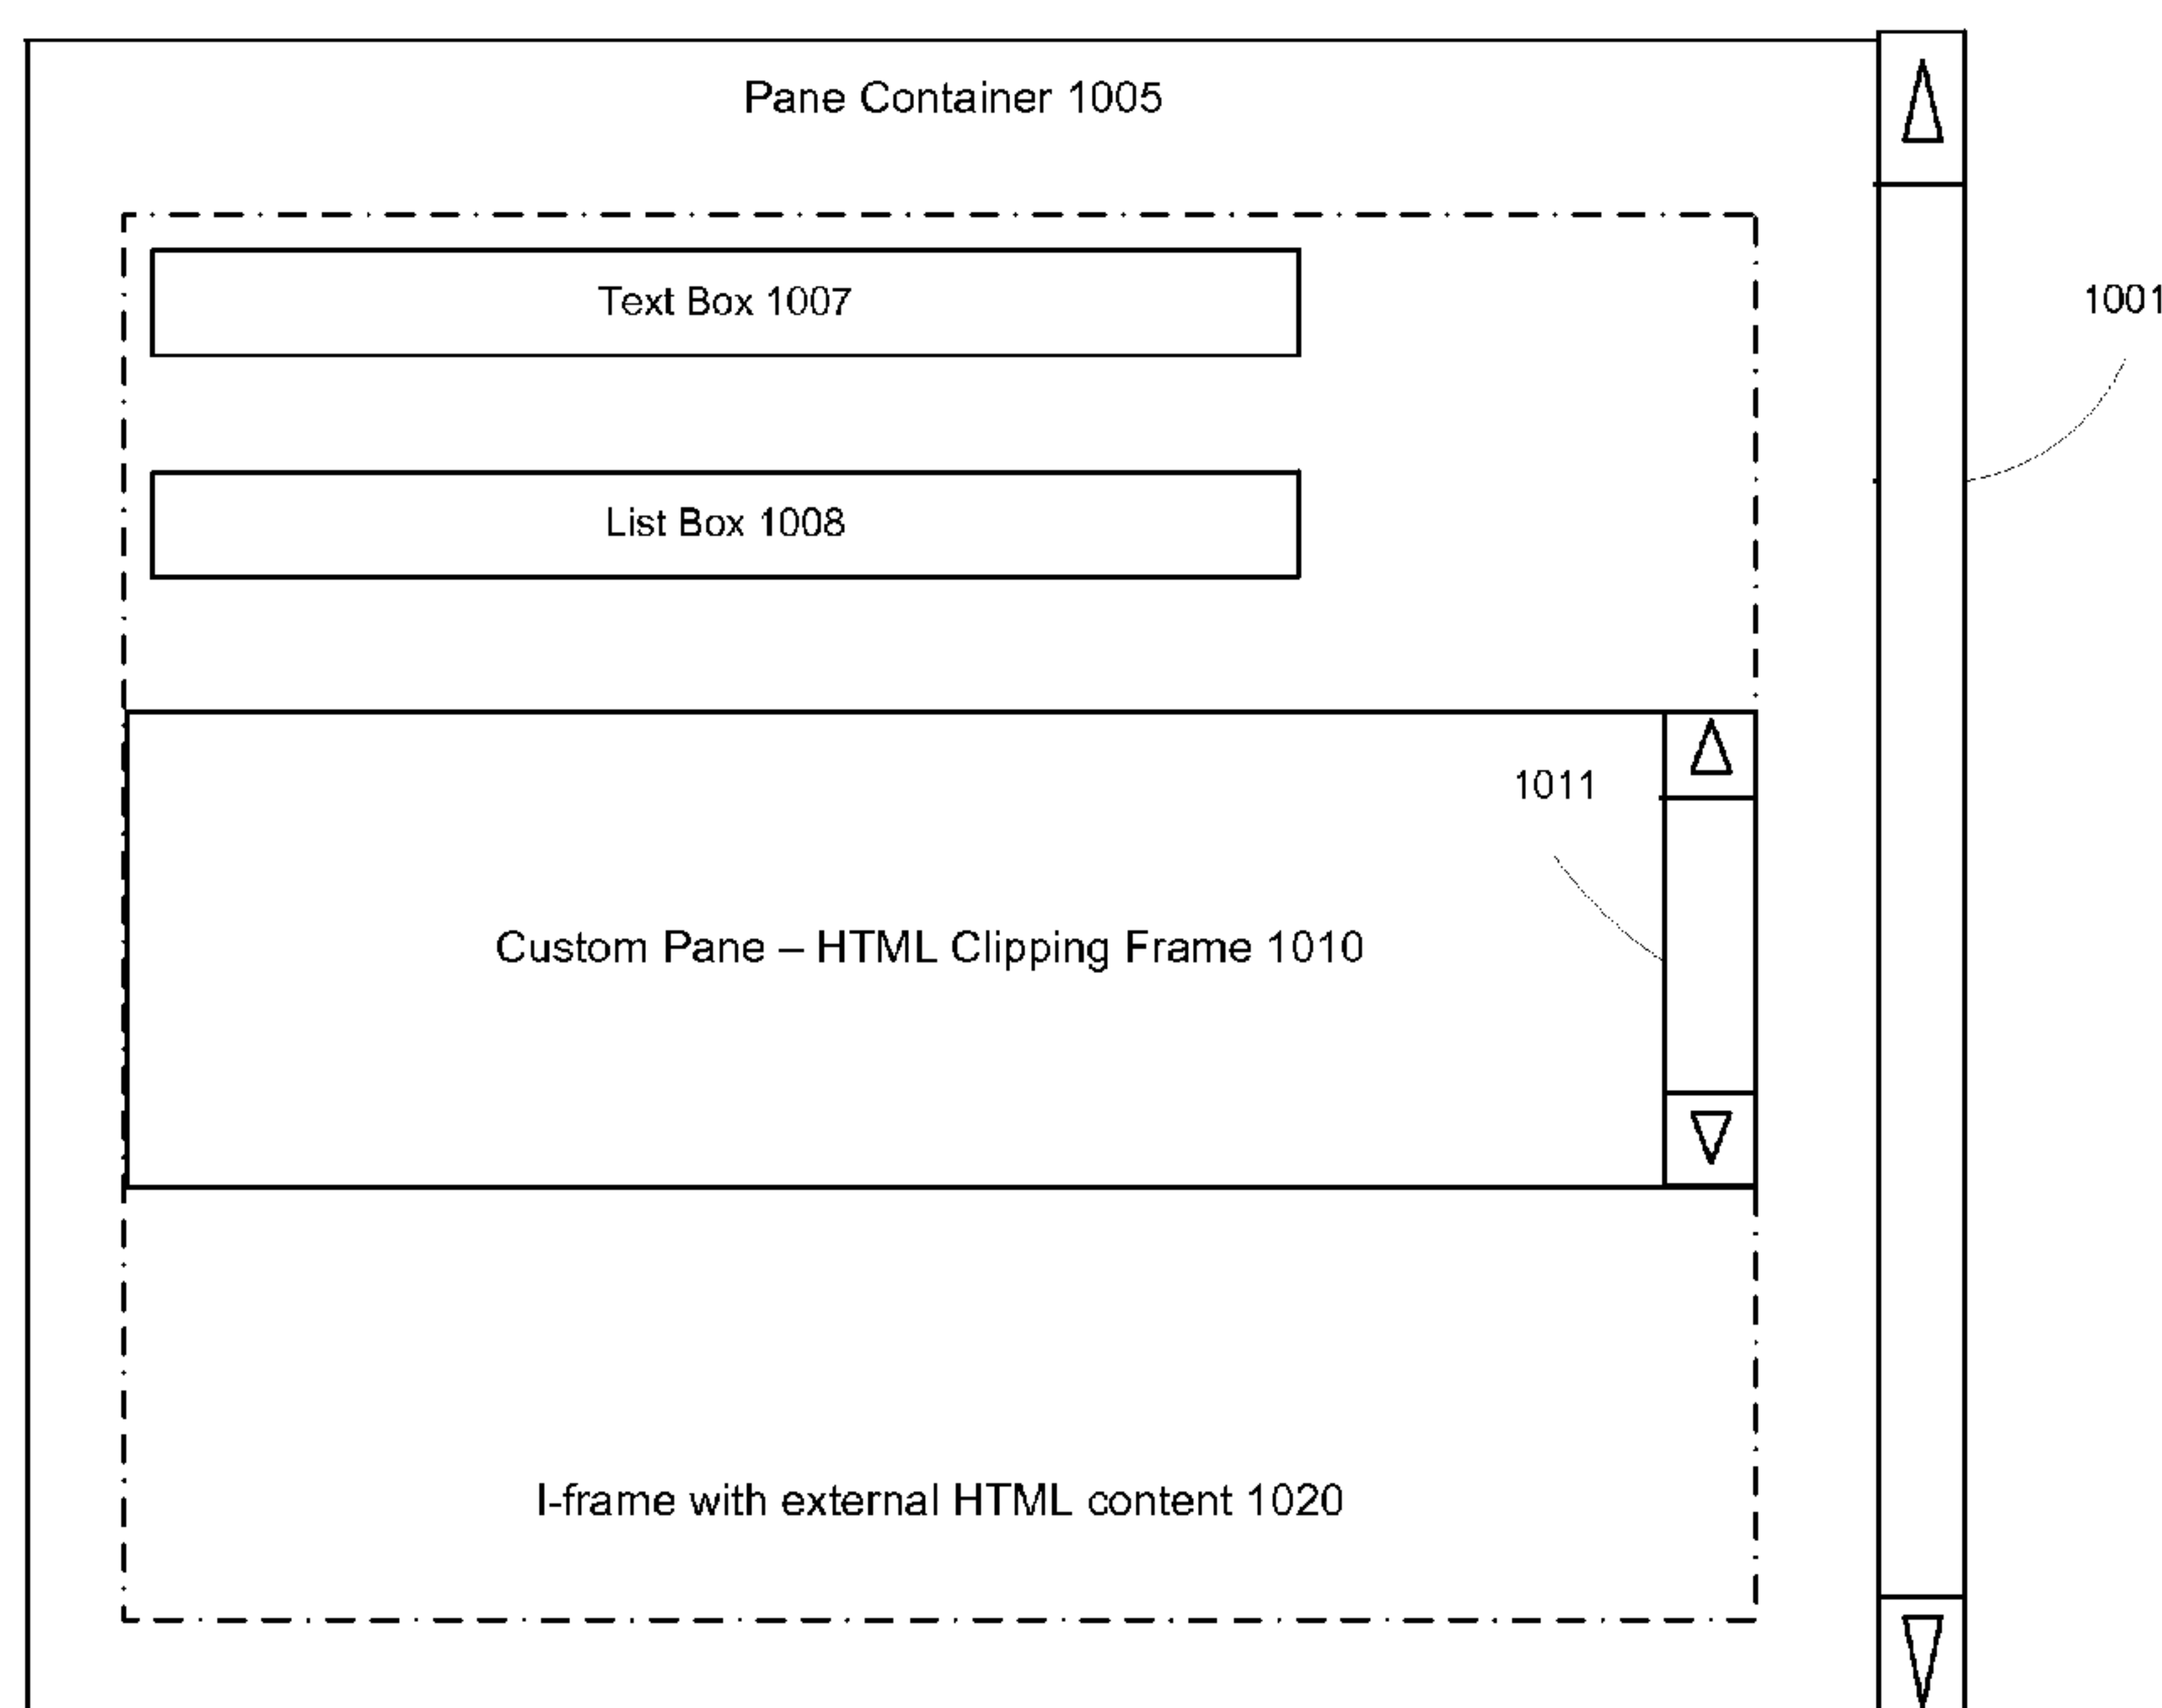 Pane Container 1005
Text Box 1007
1001
List Box 1008
1011
Custom Pane – HTML Clipping Frame 1010
I-frame with external HTML content 1020